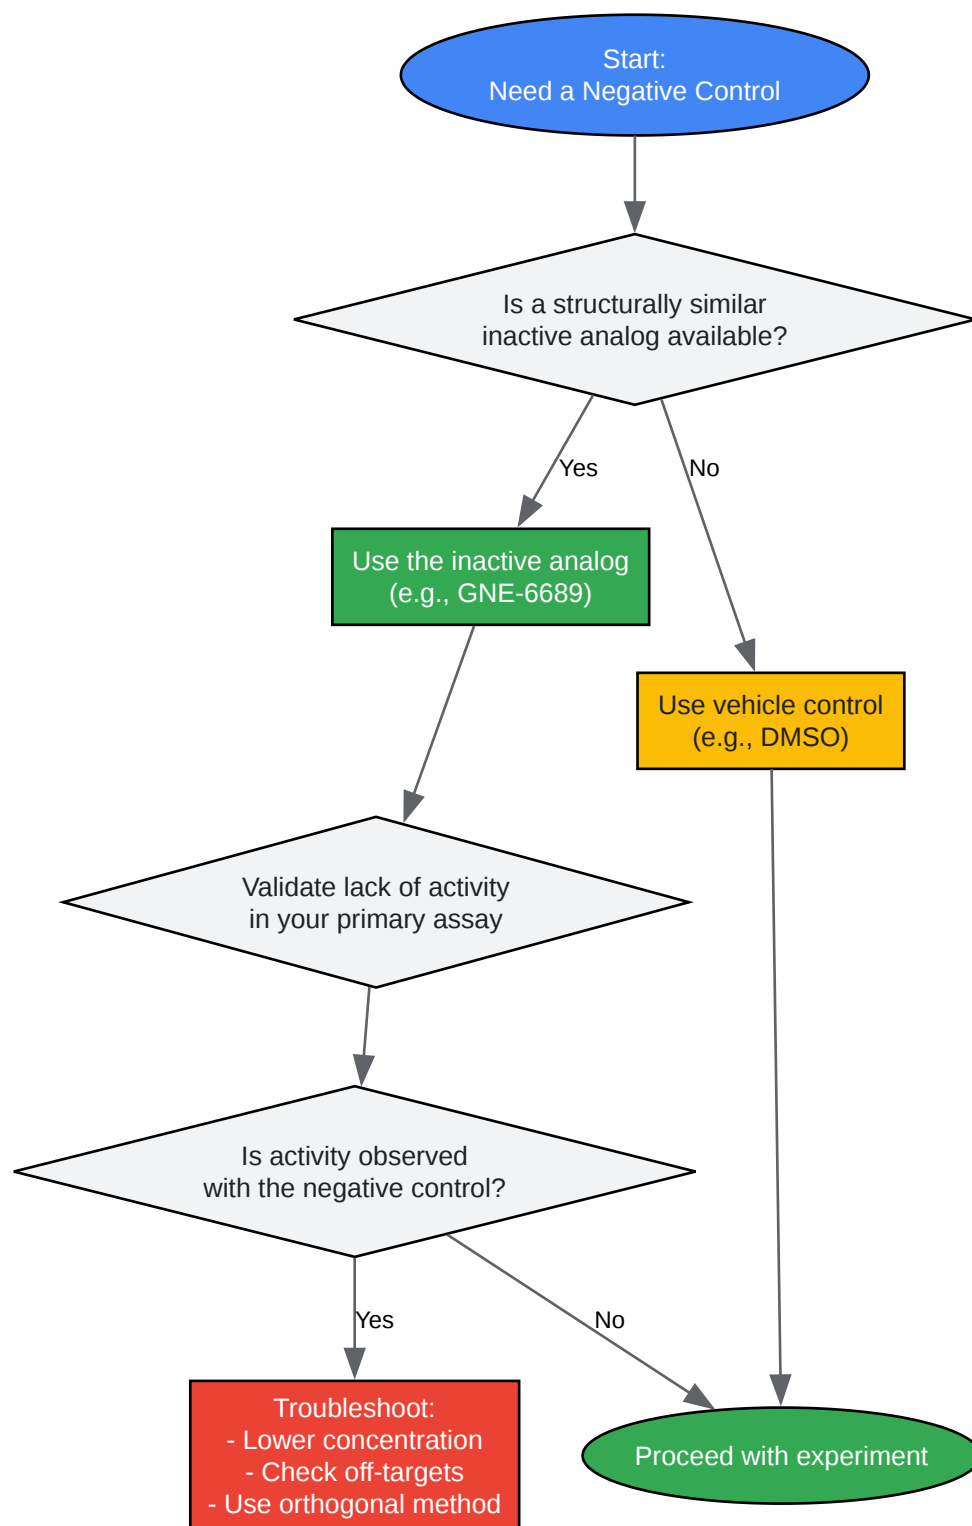 Start:
Need a Negative Control
Is a structurally similar
inactive analog available?
Yes
No
Use the inactive analog
(e.g., GNE-6689)
Use vehicle control
(e.g., DMSO)
Validate lack of activity
in your primary assay
Is activity observed
with the negative control?
Yes
No
Troubleshoot:
- Lower concentration
- Check off-targets
- Use orthogonal method
Proceed with experiment